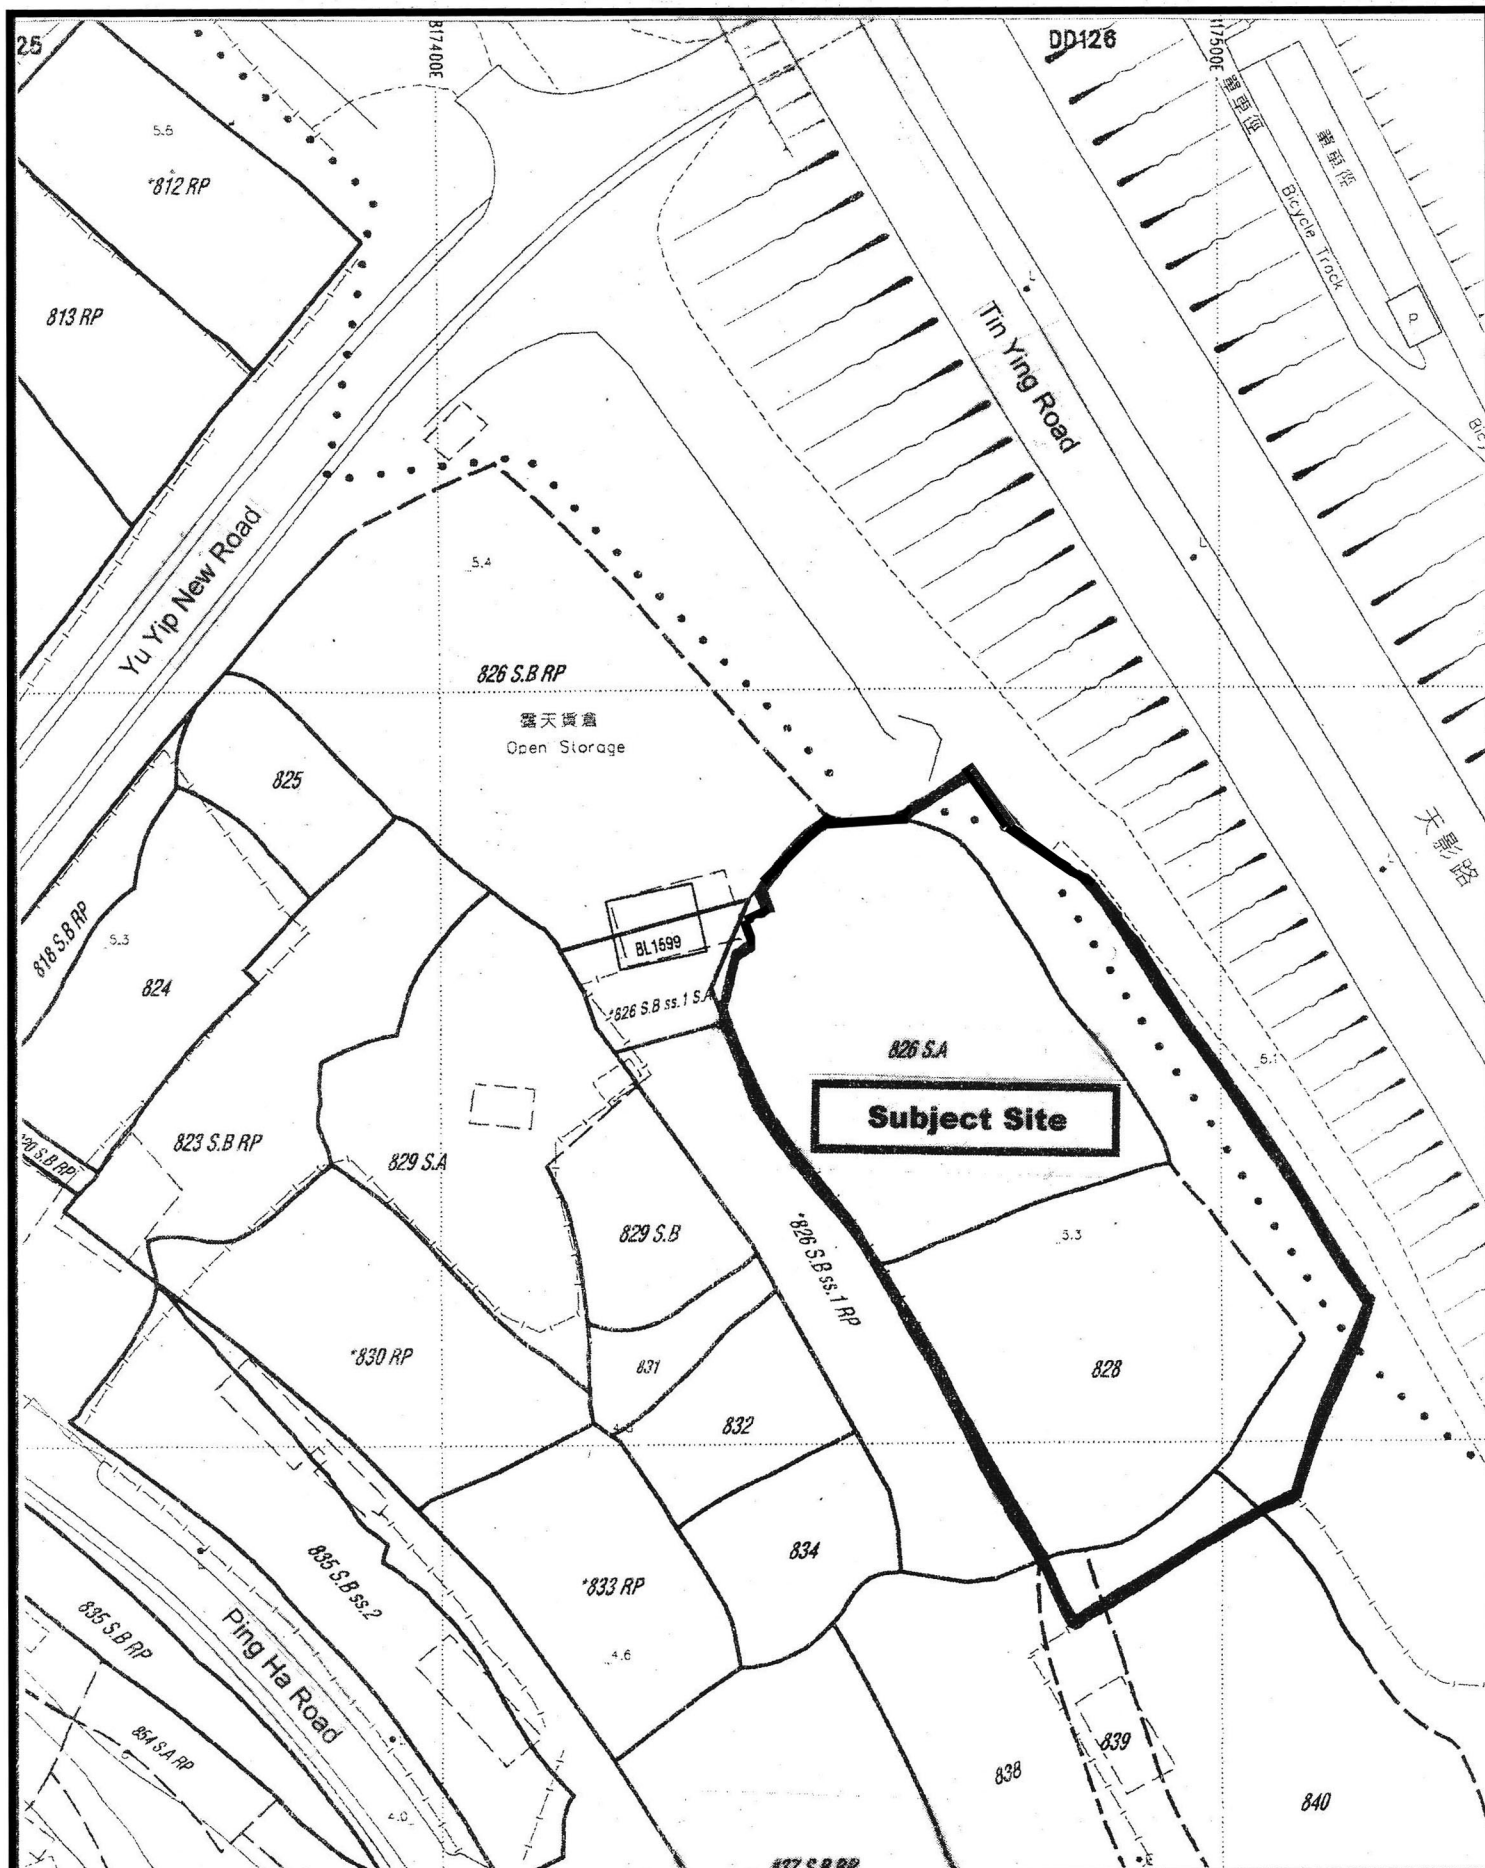 25
817400E
DD126
單車徑
單車徑
5.5
*812 RP
Bicycle Track
813 RP
Tin Ying Road
Yu Yip New Road
5.4
826 S.B RP
露天貨倉
Open Storage
825
天影路
818 S.B RP
5.3
BL1599
824
*826 S.B ss.1 S.A
826 S.A
5.1
Subject Site
823 S.B RP
829 S.A
829 S.B
*826 S.B ss.1 RP
5.3
*830 RP
831
828
832
835 S.B ss.2
834
*833 RP
835 S.B RP
Ping Ha Road
4.6
854 S.A RP
839
838
840
4.0